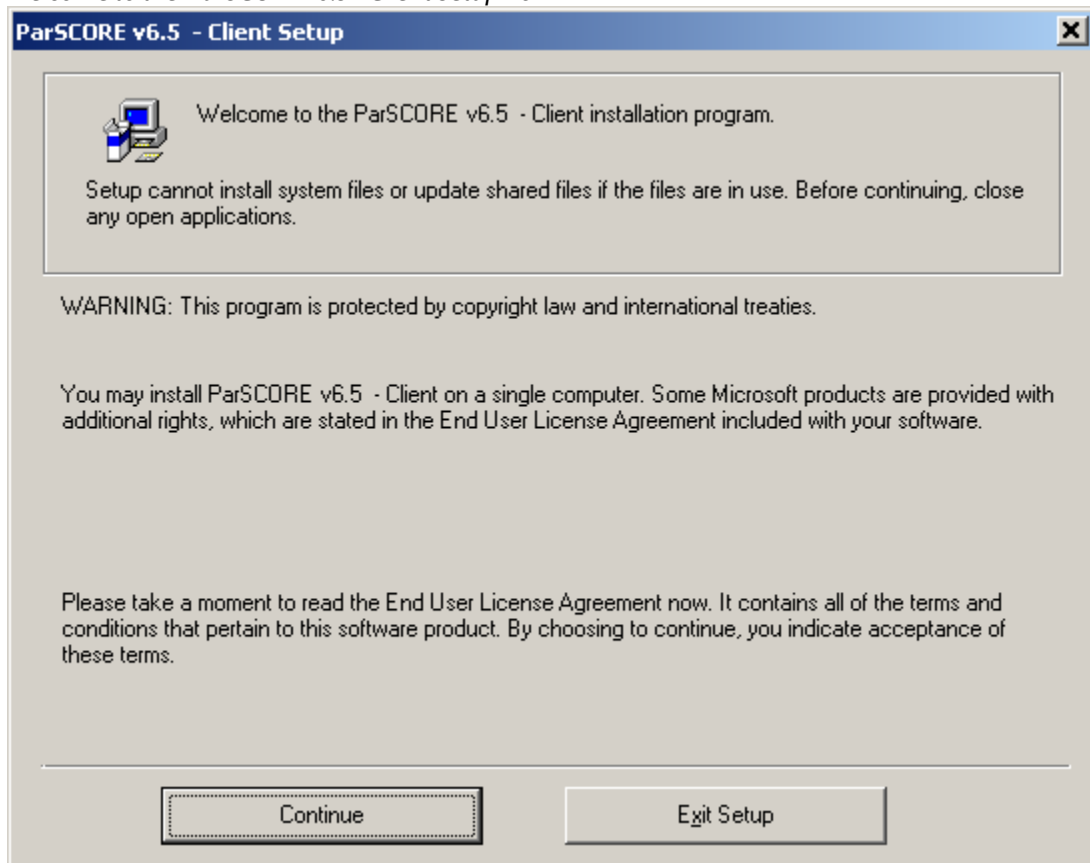 ParSCORE v6.5 - Client Setup
Welcome to the ParSCORE v6.5 - Client installation program.
Setup cannot install system files or update shared files if the files are in use. Before continuing, close
any open applications.
WARNING: This program is protected by copyright law and international treaties.
You may install ParSCORE v6.5 - Client on a single computer. Some Microsoft products are provided with
additional rights, which are stated in the End User License Agreement included with your software.
Please take a moment to read the End User License Agreement now. It contains all of the terms and
conditions that pertain to this software product. By choosing to continue, you indicate acceptance of
these terms.
Continue
Exit Setup